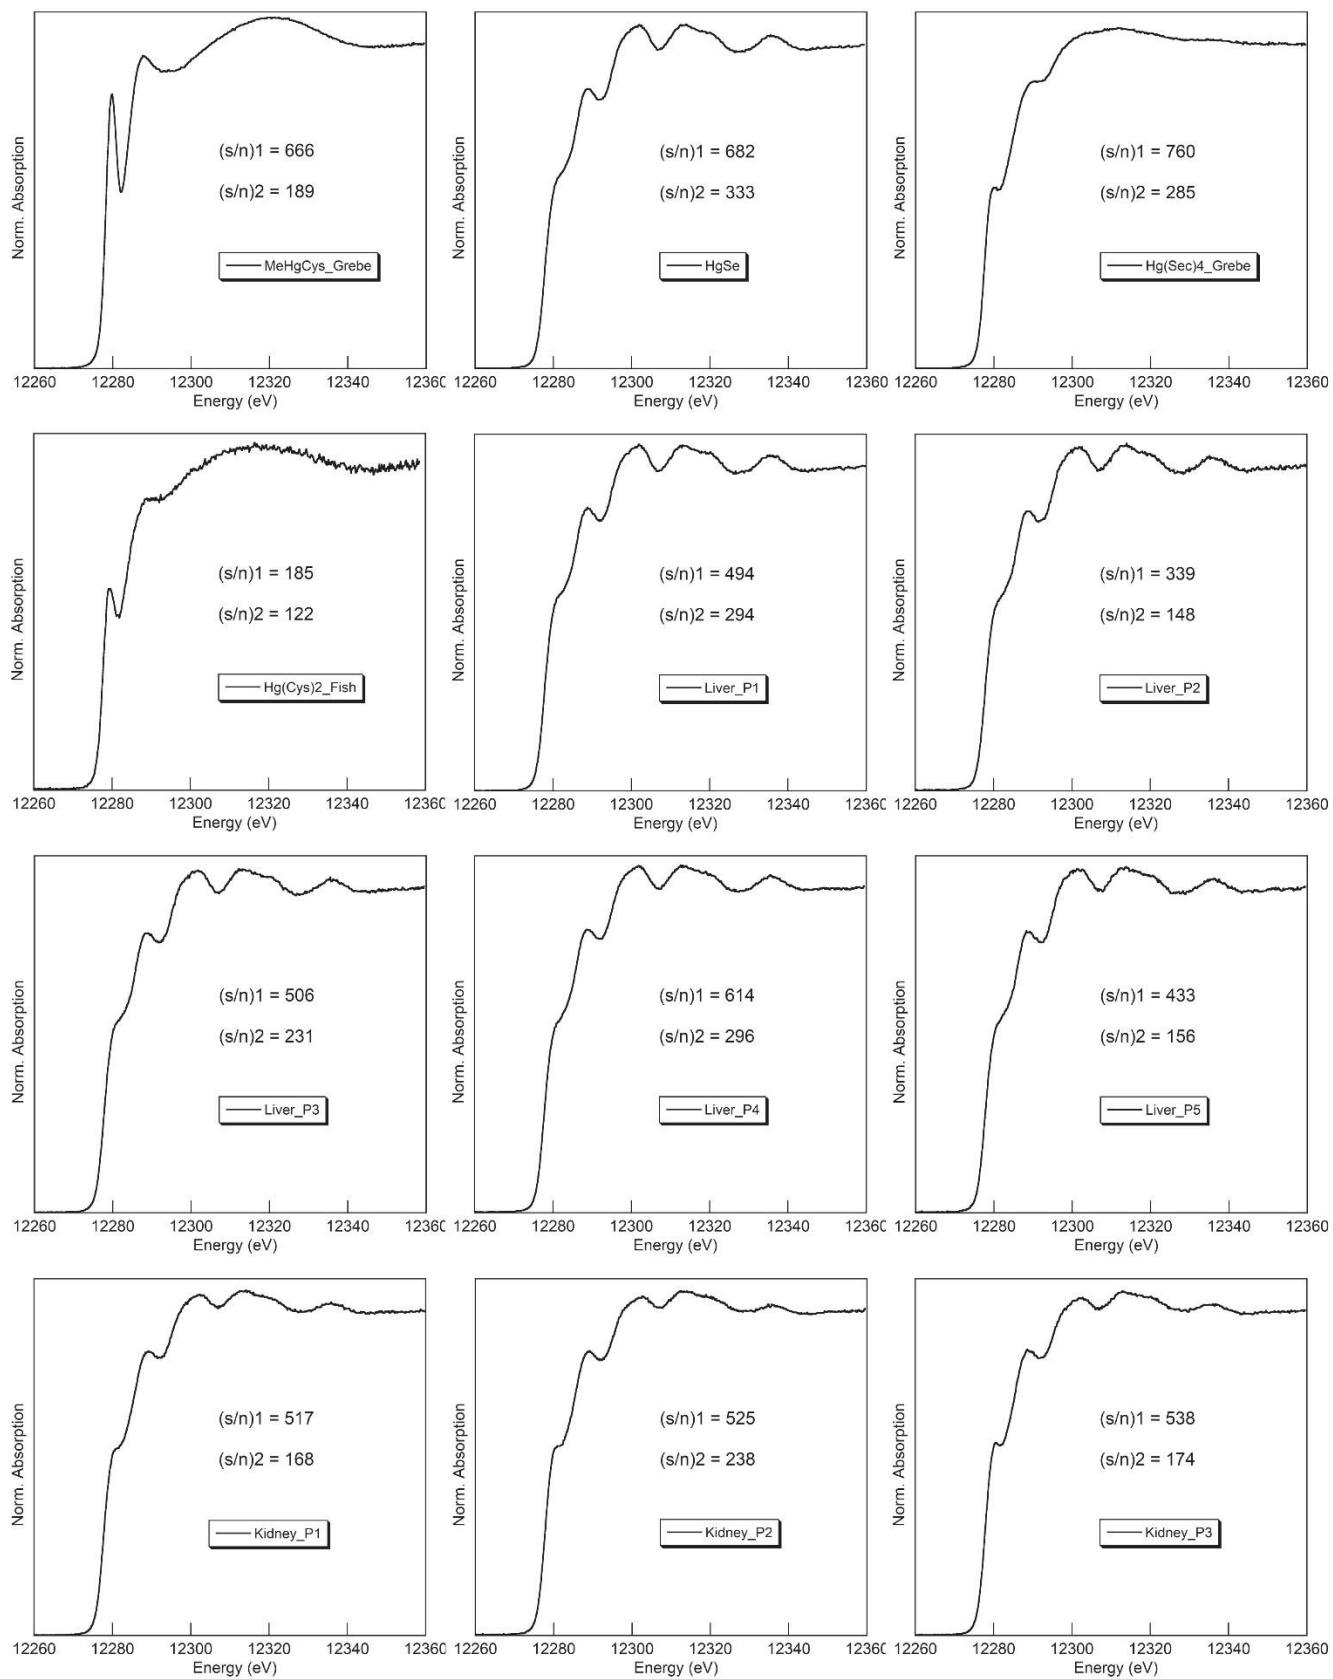 Norm. Absorption
(s/n)1 = 666
(s/n)2 = 189
MeHgCys_Grebe
12260 12280 12300 12320 12340 12360
Energy (eV)
Norm. Absorption
(s/n)1 = 682
(s/n)2 = 333
HgSe
12260 12280 12300 12320 12340 12360
Energy (eV)
Norm. Absorption
(s/n)1 = 760
(s/n)2 = 285
Hg(Sec)4_Grebe
12260 12280 12300 12320 12340 12360
Energy (eV)
Norm. Absorption
(s/n)1 = 185
(s/n)2 = 122
Hg(Cys)2_Fish
12260 12280 12300 12320 12340 12360
Energy (eV)
Norm. Absorption
(s/n)1 = 494
(s/n)2 = 294
Liver_P1
12260 12280 12300 12320 12340 12360
Energy (eV)
Norm. Absorption
(s/n)1 = 339
(s/n)2 = 148
Liver_P2
12260 12280 12300 12320 12340 12360
Energy (eV)
Norm. Absorption
(s/n)1 = 506
(s/n)2 = 231
Liver_P3
12260 12280 12300 12320 12340 12360
Energy (eV)
Norm. Absorption
(s/n)1 = 614
(s/n)2 = 296
Liver_P4
12260 12280 12300 12320 12340 12360
Energy (eV)
Norm. Absorption
(s/n)1 = 433
(s/n)2 = 156
Liver_P5
12260 12280 12300 12320 12340 12360
Energy (eV)
Norm. Absorption
(s/n)1 = 517
(s/n)2 = 168
Kidney_P1
12260 12280 12300 12320 12340 12360
Energy (eV)
Norm. Absorption
(s/n)1 = 525
(s/n)2 = 238
Kidney_P2
12260 12280 12300 12320 12340 12360
Energy (eV)
Norm. Absorption
(s/n)1 = 538
(s/n)2 = 174
Kidney_P3
12260 12280 12300 12320 12340 12360
Energy (eV)